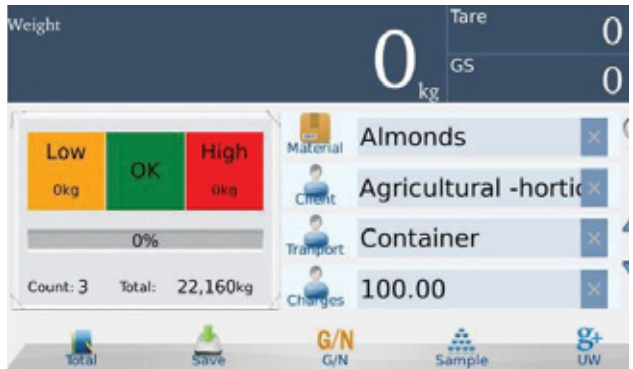 Weight
0 kg
Tare 0
GS 0
Low
0kg
OK
High
0kg
0%
Count: 3 Total: 22,160kg
Material Almonds ×
Client Agricultural -hortic ×
Tranport Container ×
Charges 100.00 ×
Total
Save
G/N
G/N
Sample
g+
UW